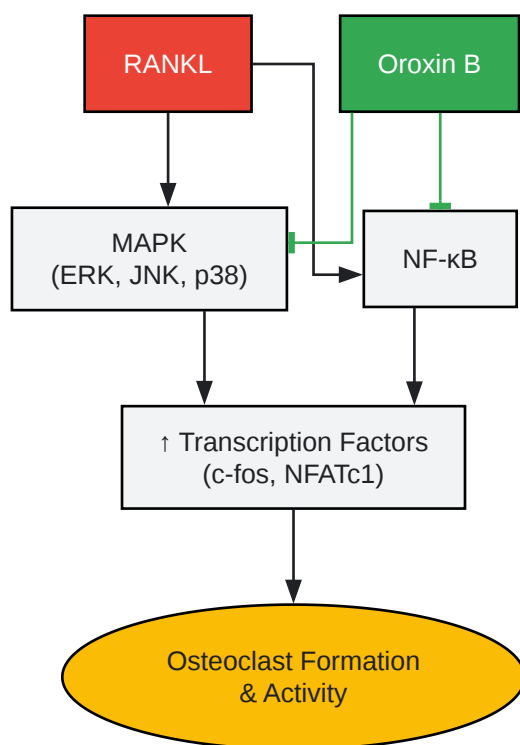 RANKL
Oroxin B
MAPK
(ERK, JNK, p38)
NF-κB
↑ Transcription Factors
(c-fos, NFATc1)
Osteoclast Formation
& Activity